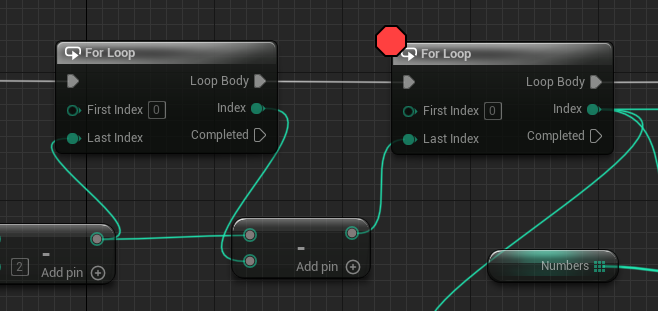 For Loop
Loop Body
First Index 0
Index
Last Index
Completed
For Loop
Loop Body
First Index 0
Index
Last Index
Completed
-
2
Add pin
-
Add pin
Numbers